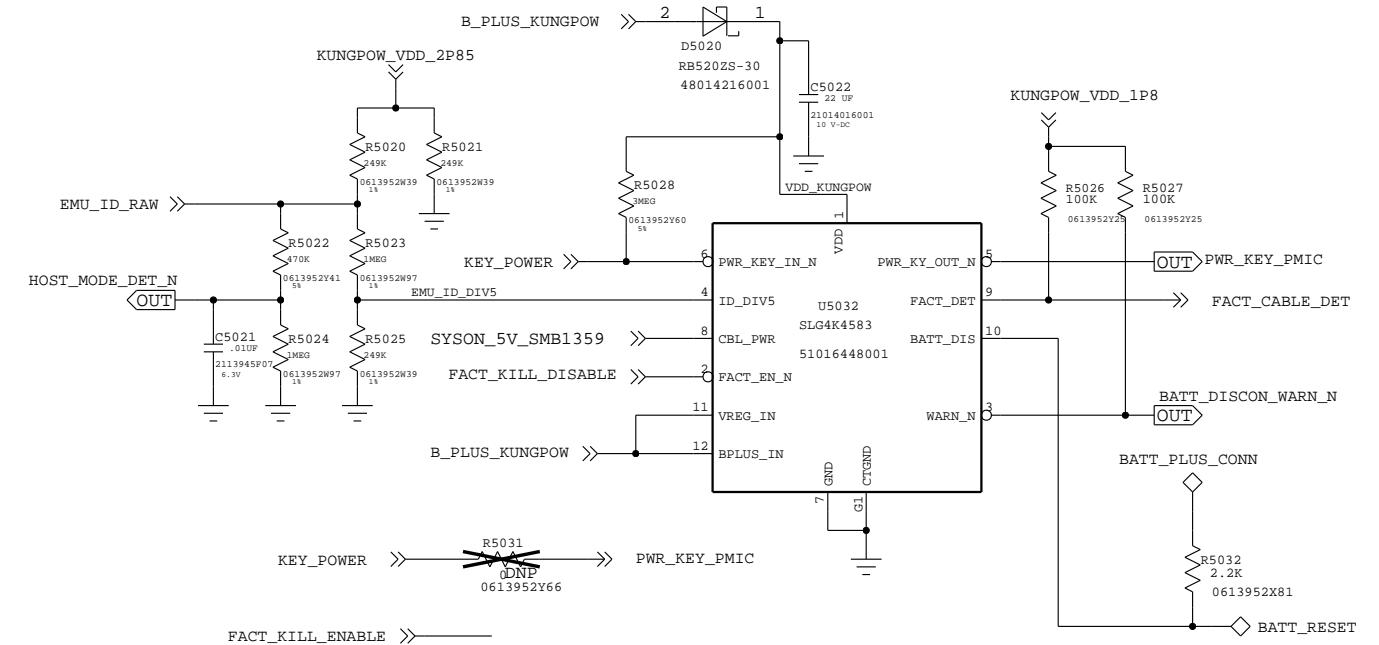 B_PLUS_KUNGPOW
2
1
D5020
RB520ZS-30
48014216001
KUNGPOW_VDD_2P85
C5022
22 UF
21014016001
10 V-DC
KUNGPOW_VDD_1P8
R5020
249K
0613952W39
1%
R5021
249K
0613952W39
1%
R5028
3MEG
0613952Y60
5%
VDD_KUNGPOW
R5026
100K
0613952Y25
R5027
100K
0613952Y25
EMU_ID_RAW
R5022
470K
0613952Y41
5%
R5023
1MEG
0613952W97
1%
KEY_POWER
6
PWR_KEY_IN_N
1
VDD
PWR_KY_OUT_N
5
OUT
PWR_KEY_PMIC
HOST_MODE_DET_N
OUT
EMU_ID_DIV5
4
ID_DIV5
U5032
SLG4K4583
51016448001
FACT_DET
9
FACT_CABLE_DET
C5021
.01UF
2113945F07
6.3V
R5024
1MEG
0613952W97
1%
R5025
249K
0613952W39
1%
SYSON_5V_SMB1359
8
CBL_PWR
BATT_DIS
10
FACT_KILL_DISABLE
2
FACT_EN_N
11
VREG_IN
WARN_N
3
OUT
BATT_DISCON_WARN_N
B_PLUS_KUNGPOW
12
BPLUS_IN
GND
7
CTGND
G1
BATT_PLUS_CONN
R5031
KEY_POWER
PWR_KEY_PMIC
0
DNP
0613952Y66
R5032
2.2K
0613952X81
FACT_KILL_ENABLE
BATT_RESET